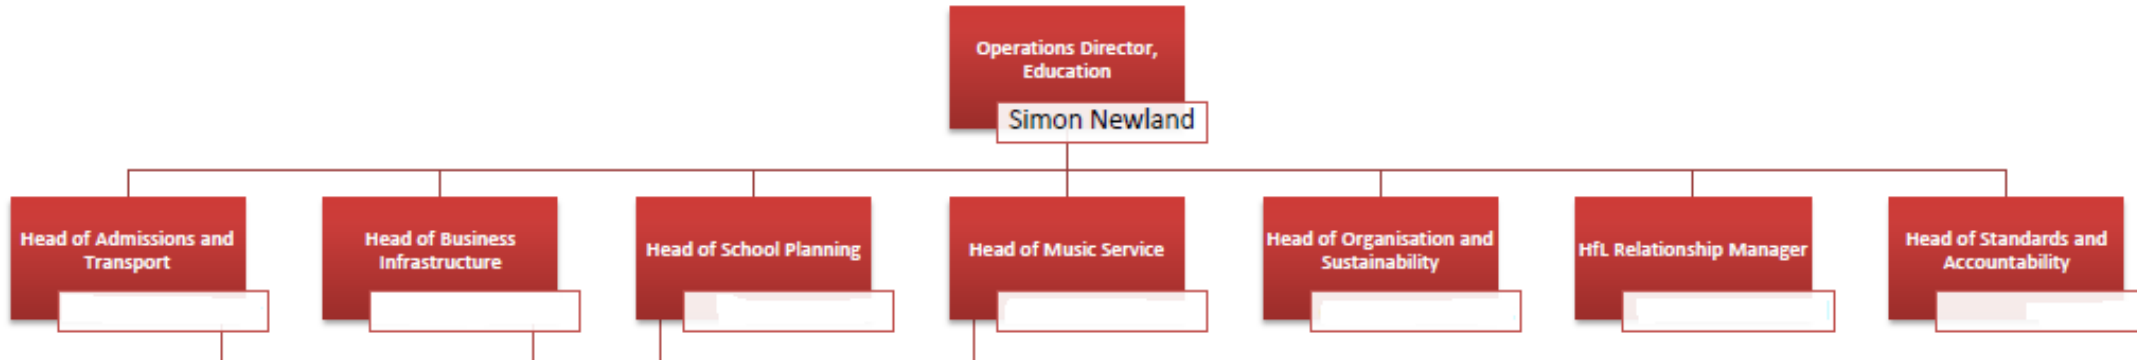 Operations Director,
Education
Simon Newland
Head of Admissions and
Transport
Head of Business
Infrastructure
Head of School Planning
Head of Music Service
Head of Organisation and
Sustainability
HfL Relationship Manager
Head of Standards and
Accountability